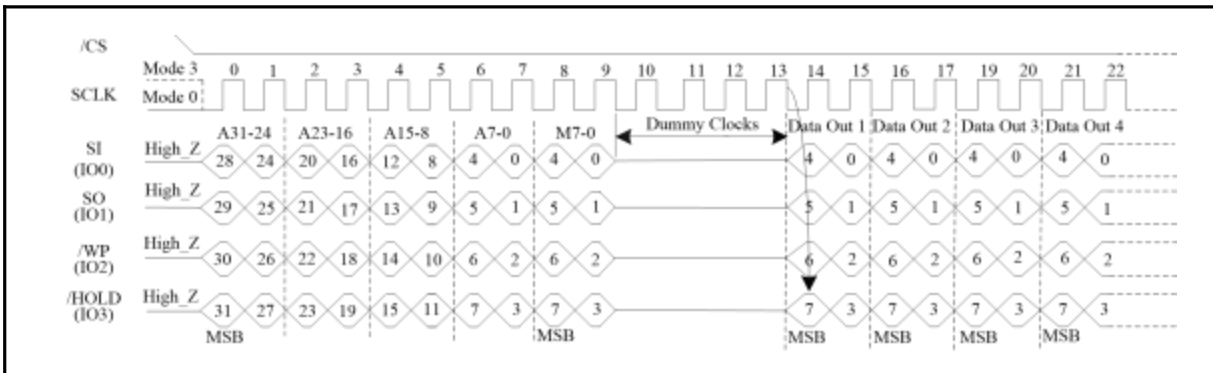 /CS
Mode 3 0 1 2 3 4 5 6 7 8 9 10 11 12 13 14 15 16 17 19 20 21 22
SCLK Mode 0
A31-24 A23-16 A15-8 A7-0 M7-0 Dummy Clocks Data Out 1 Data Out 2 Data Out 3 Data Out 4
SI High_Z
(IO0) 28 24 20 16 12 8 4 0 4 0 4 0 4 0 4 0 4 0
SO High_Z
(IO1) 29 25 21 17 13 9 5 1 5 1 5 1 5 1 5 1 5 1
/WP High_Z
(IO2) 30 26 22 18 14 10 6 2 6 2 6 2 6 2 6 2 6 2
/HOLD High_Z
(IO3) 31 27 23 19 15 11 7 3 7 3 7 3 7 3 7 3 7 3
MSB MSB MSB MSB MSB MSB